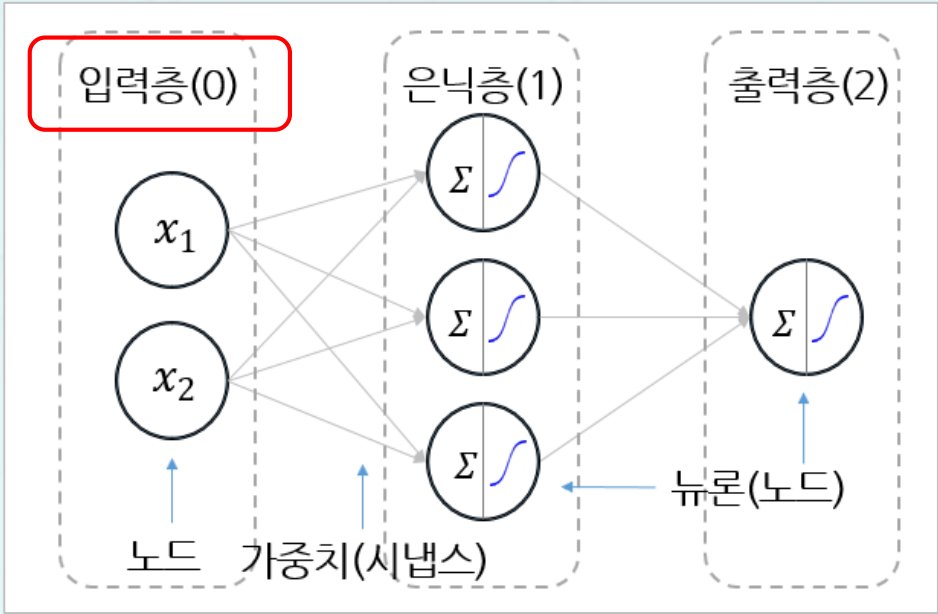 입력층(0)
은닉층(1)
출력층(2)
x₁
x₂
Σ
Σ
Σ
Σ
노드
가중치(시냅스)
뉴론(노드)